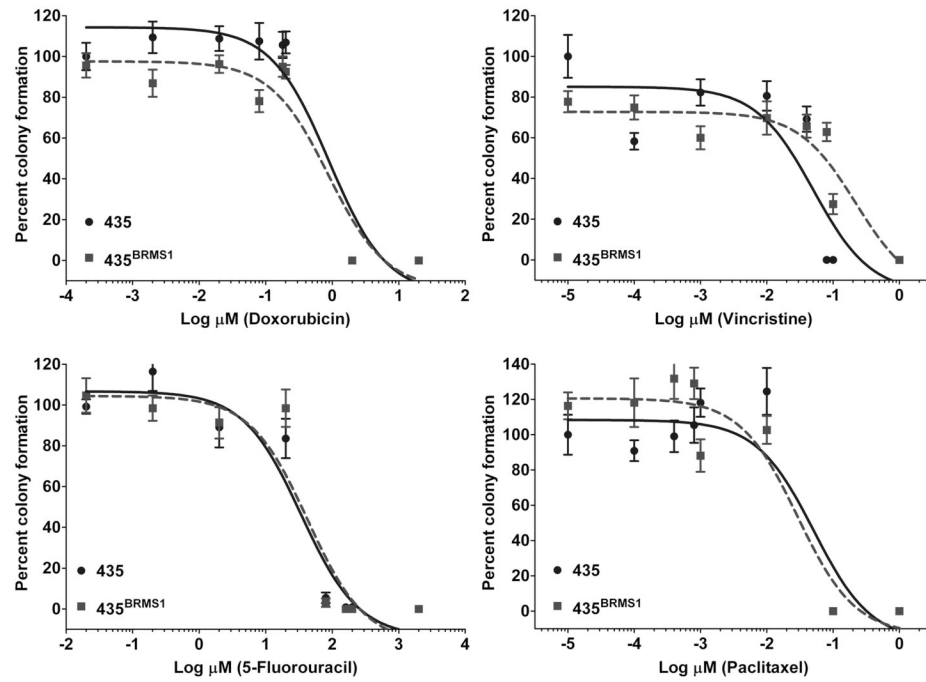 120
100
80
60
40
20
0
Percent colony formation
435
435BRMS1
-4 -3 -2 -1 0 1 2
Log μM (Doxorubicin)
120
100
80
60
40
20
0
Percent colony formation
435
435BRMS1
-5 -4 -3 -2 -1 0
Log μM (Vincristine)
120
100
80
60
40
20
0
Percent colony formation
435
435BRMS1
-2 -1 0 1 2 3 4
Log μM (5-Fluorouracil)
140
120
100
80
60
40
20
0
Percent colony formation
435
435BRMS1
-5 -4 -3 -2 -1 0
Log μM (Paclitaxel)